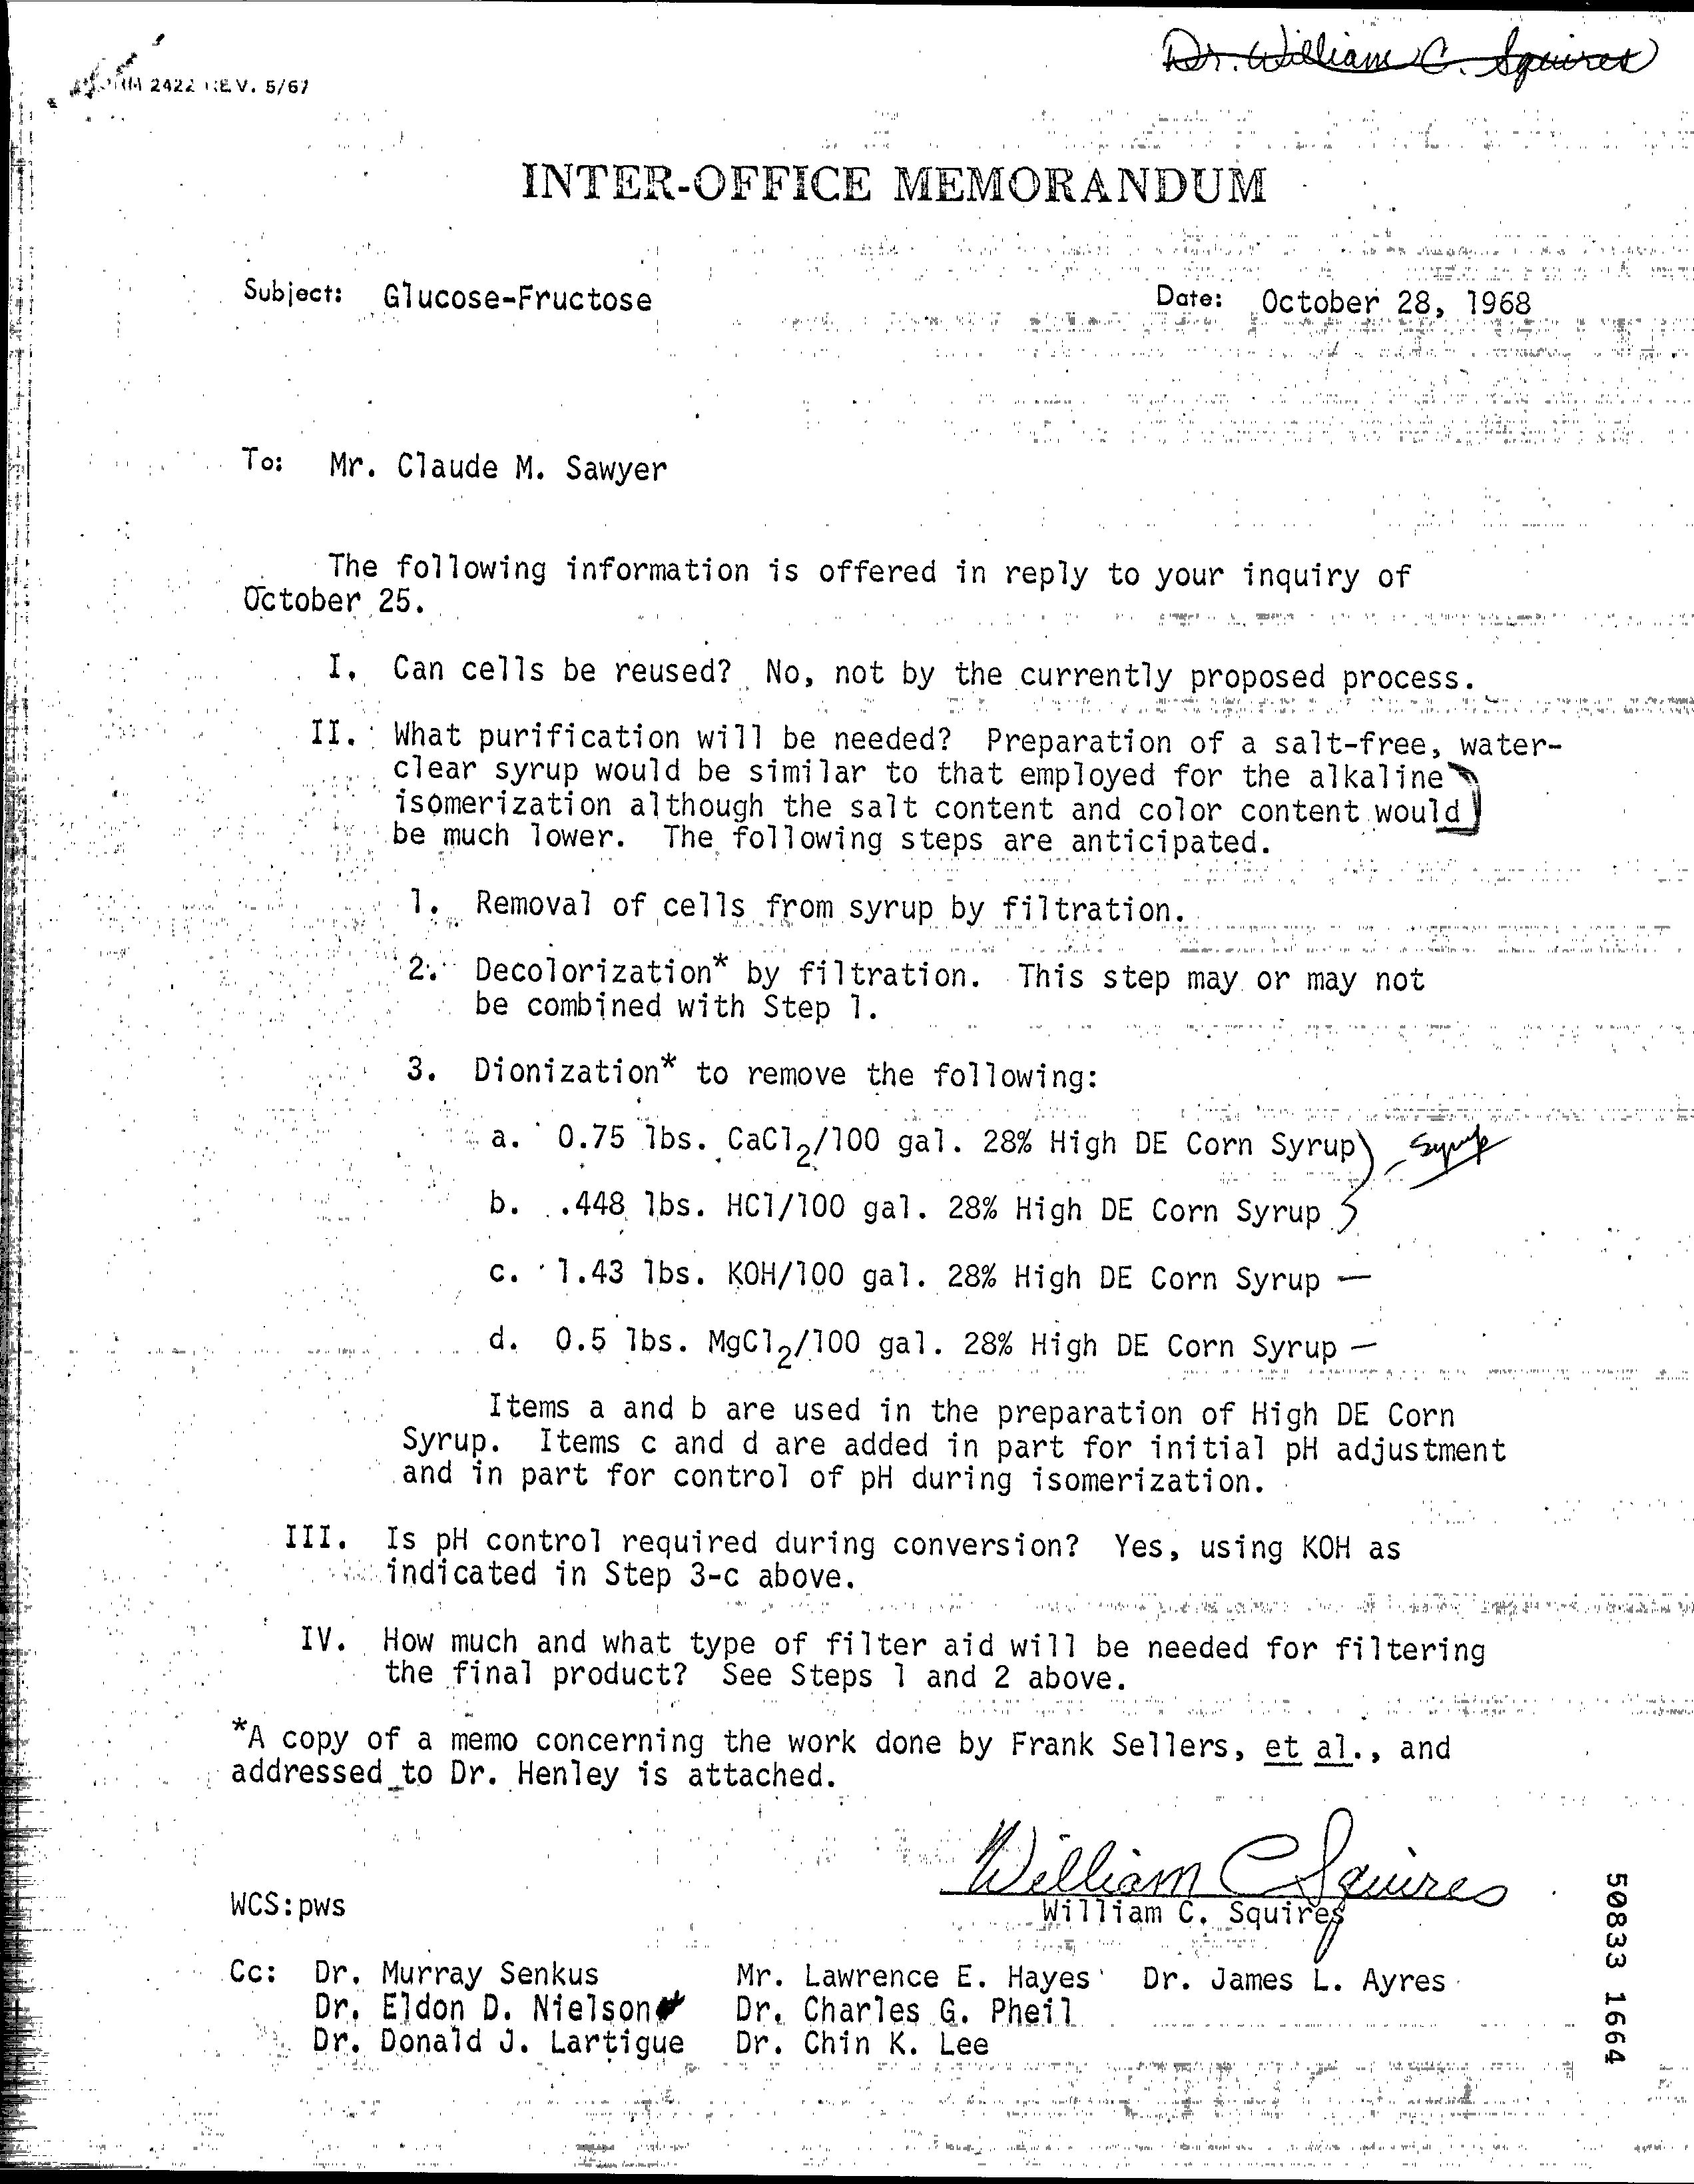 Dr. William C. Squires
2422 REV. 5/67
INTER-OFFICE MEMORANDUM
Subject: Glucose-Fructose Date: October 28, 1968
To: Mr. Claude M. Sawyer
The following information is offered in reply to your inquiry of
October 25.
I. Can cells be reused? No, not by the currently proposed process.
II. What purification will be needed? Preparation of a salt-free, water-
clear syrup would be similar to that employed for the alkaline
isomerization although the salt content and color content would
be much lower. The following steps are anticipated.
1. Removal of cells from syrup by filtration.
2. Decolorization* by filtration. This step may or may not
be combined with Step 1.
3. Dionization* to remove the following:
a. 0.75 lbs. CaCl₂/100 gal. 28% High DE Corn Syrup) - Syrup
b. .448 lbs. HCl/100 gal. 28% High DE Corn Syrup
c. 1.43 lbs. KOH/100 gal. 28% High DE Corn Syrup —
d. 0.5 lbs. MgCl₂/100 gal. 28% High DE Corn Syrup —
Items a and b are used in the preparation of High DE Corn
Syrup. Items c and d are added in part for initial pH adjustment
and in part for control of pH during isomerization.
III. Is pH control required during conversion? Yes, using KOH as
indicated in Step 3-c above.
IV. How much and what type of filter aid will be needed for filtering
the final product? See Steps 1 and 2 above.
*A copy of a memo concerning the work done by Frank Sellers, et al., and
addressed to Dr. Henley is attached.
William C Squires
William C. Squires
WCS:pws
Cc: Dr. Murray Senkus Mr. Lawrence E. Hayes Dr. James L. Ayres
Dr. Eldon D. Nielson Dr. Charles G. Pheil
Dr. Donald J. Lartigue Dr. Chin K. Lee
50833 1664